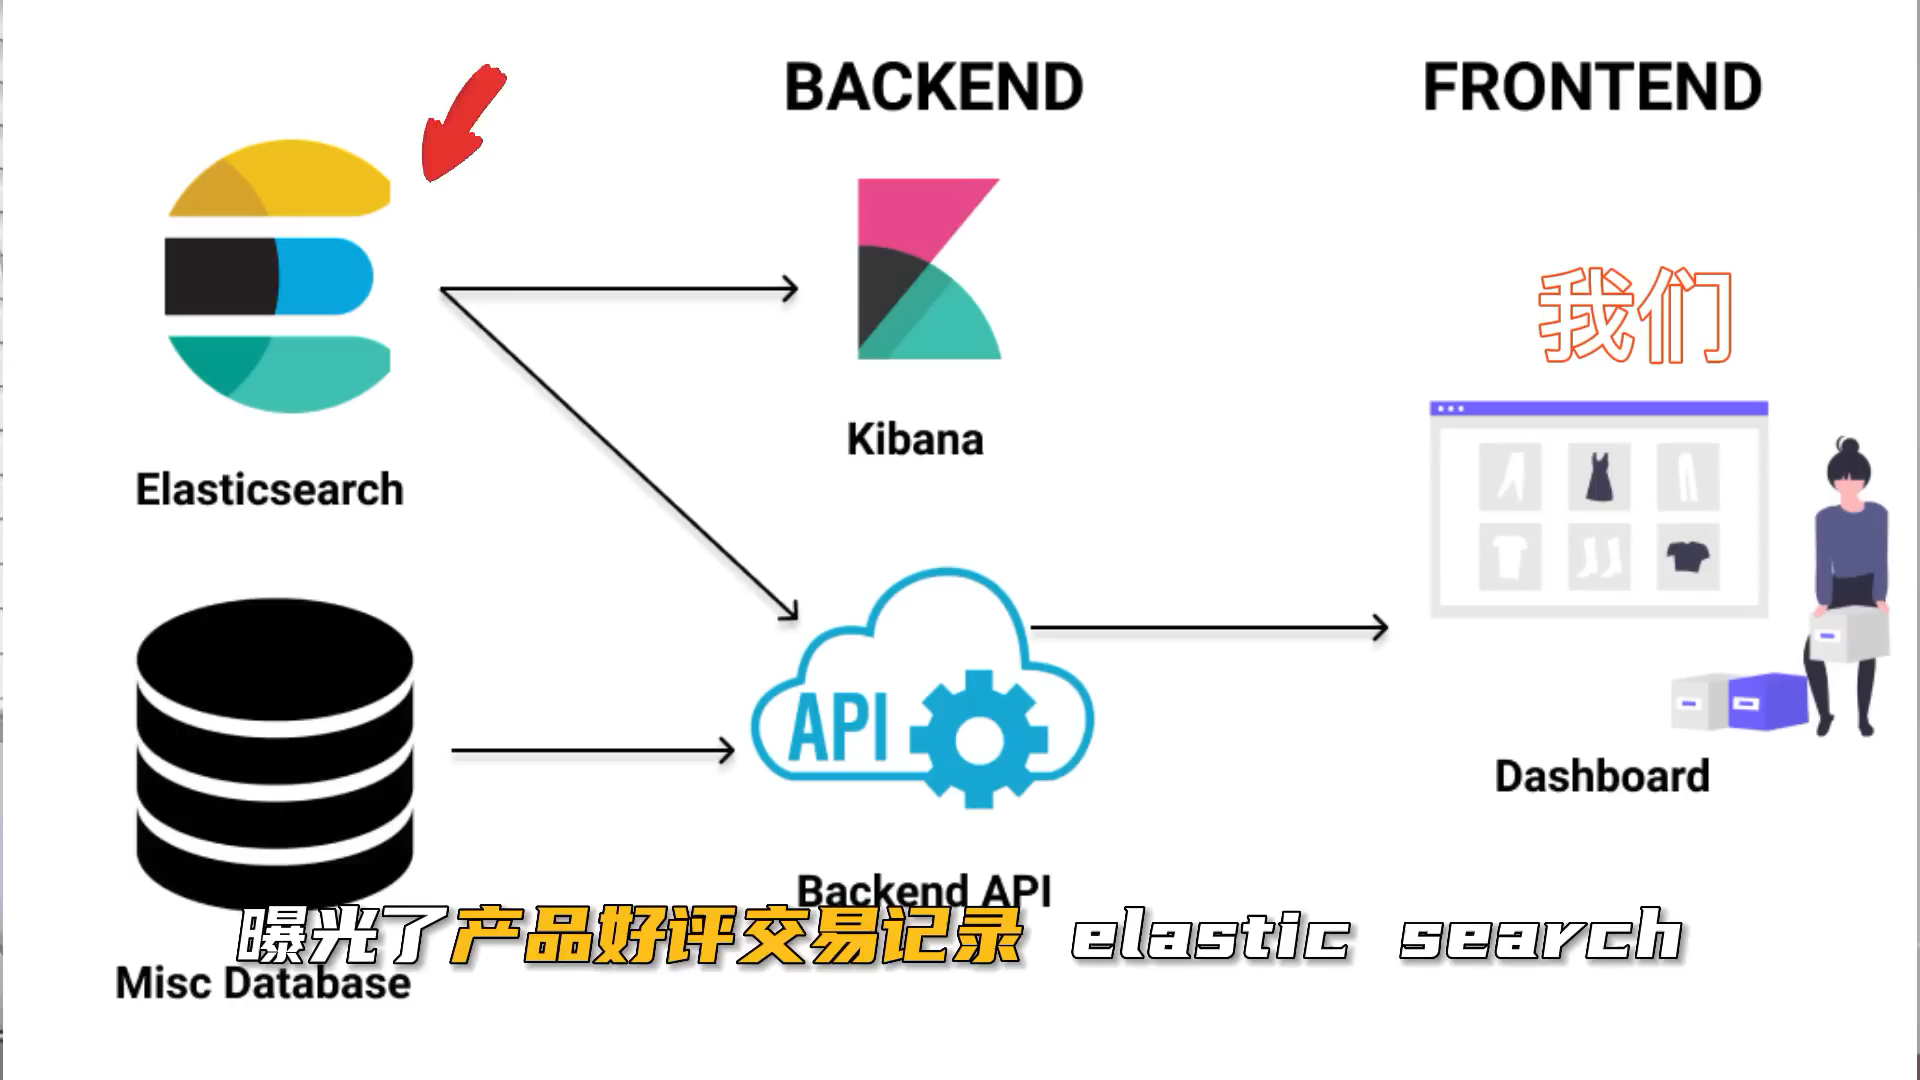 BACKEND
FRONTEND
我们
Kibana
Elasticsearch
API
Dashboard
Backend API
曝光了产品好评交易记录 elastic search
Misc Database